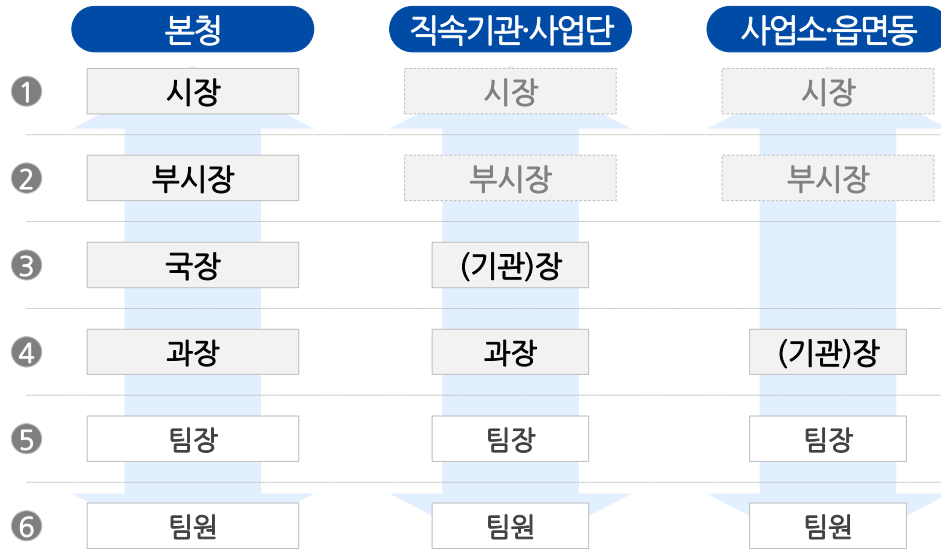 본청 직속기관·사업단 사업소·읍면동
❶ 시장 시장 시장
❷ 부시장 부시장 부시장
❸ 국장 (기관)장
❹ 과장 과장 (기관)장
❺ 팀장 팀장 팀장
❻ 팀원 팀원 팀원